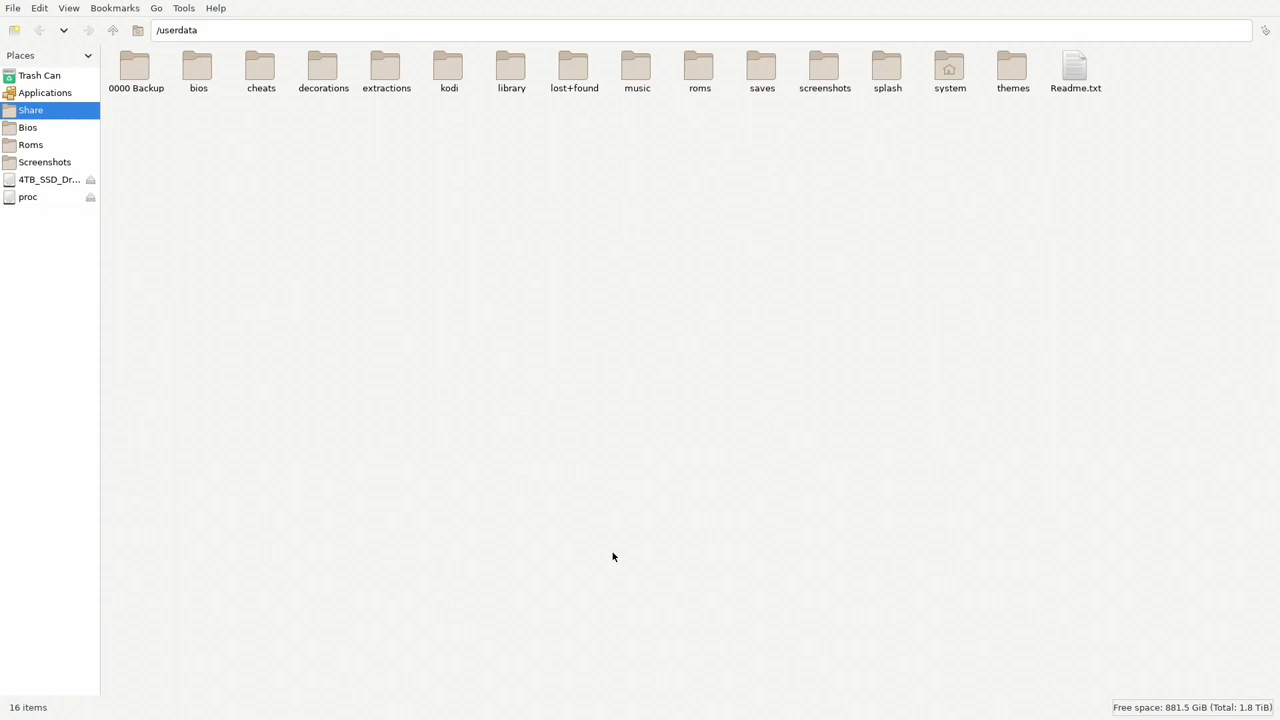 File Edit View Bookmarks Go Tools Help
/userdata
Places
Trash Can
Applications
Share
Bios
Roms
Screenshots
4TB_SSD_Dr...
proc
0000 Backup bios cheats decorations extractions kodi library lost+found music roms saves screenshots splash system themes Readme.txt
16 items
Free space: 881.5 GiB (Total: 1.8 TiB)